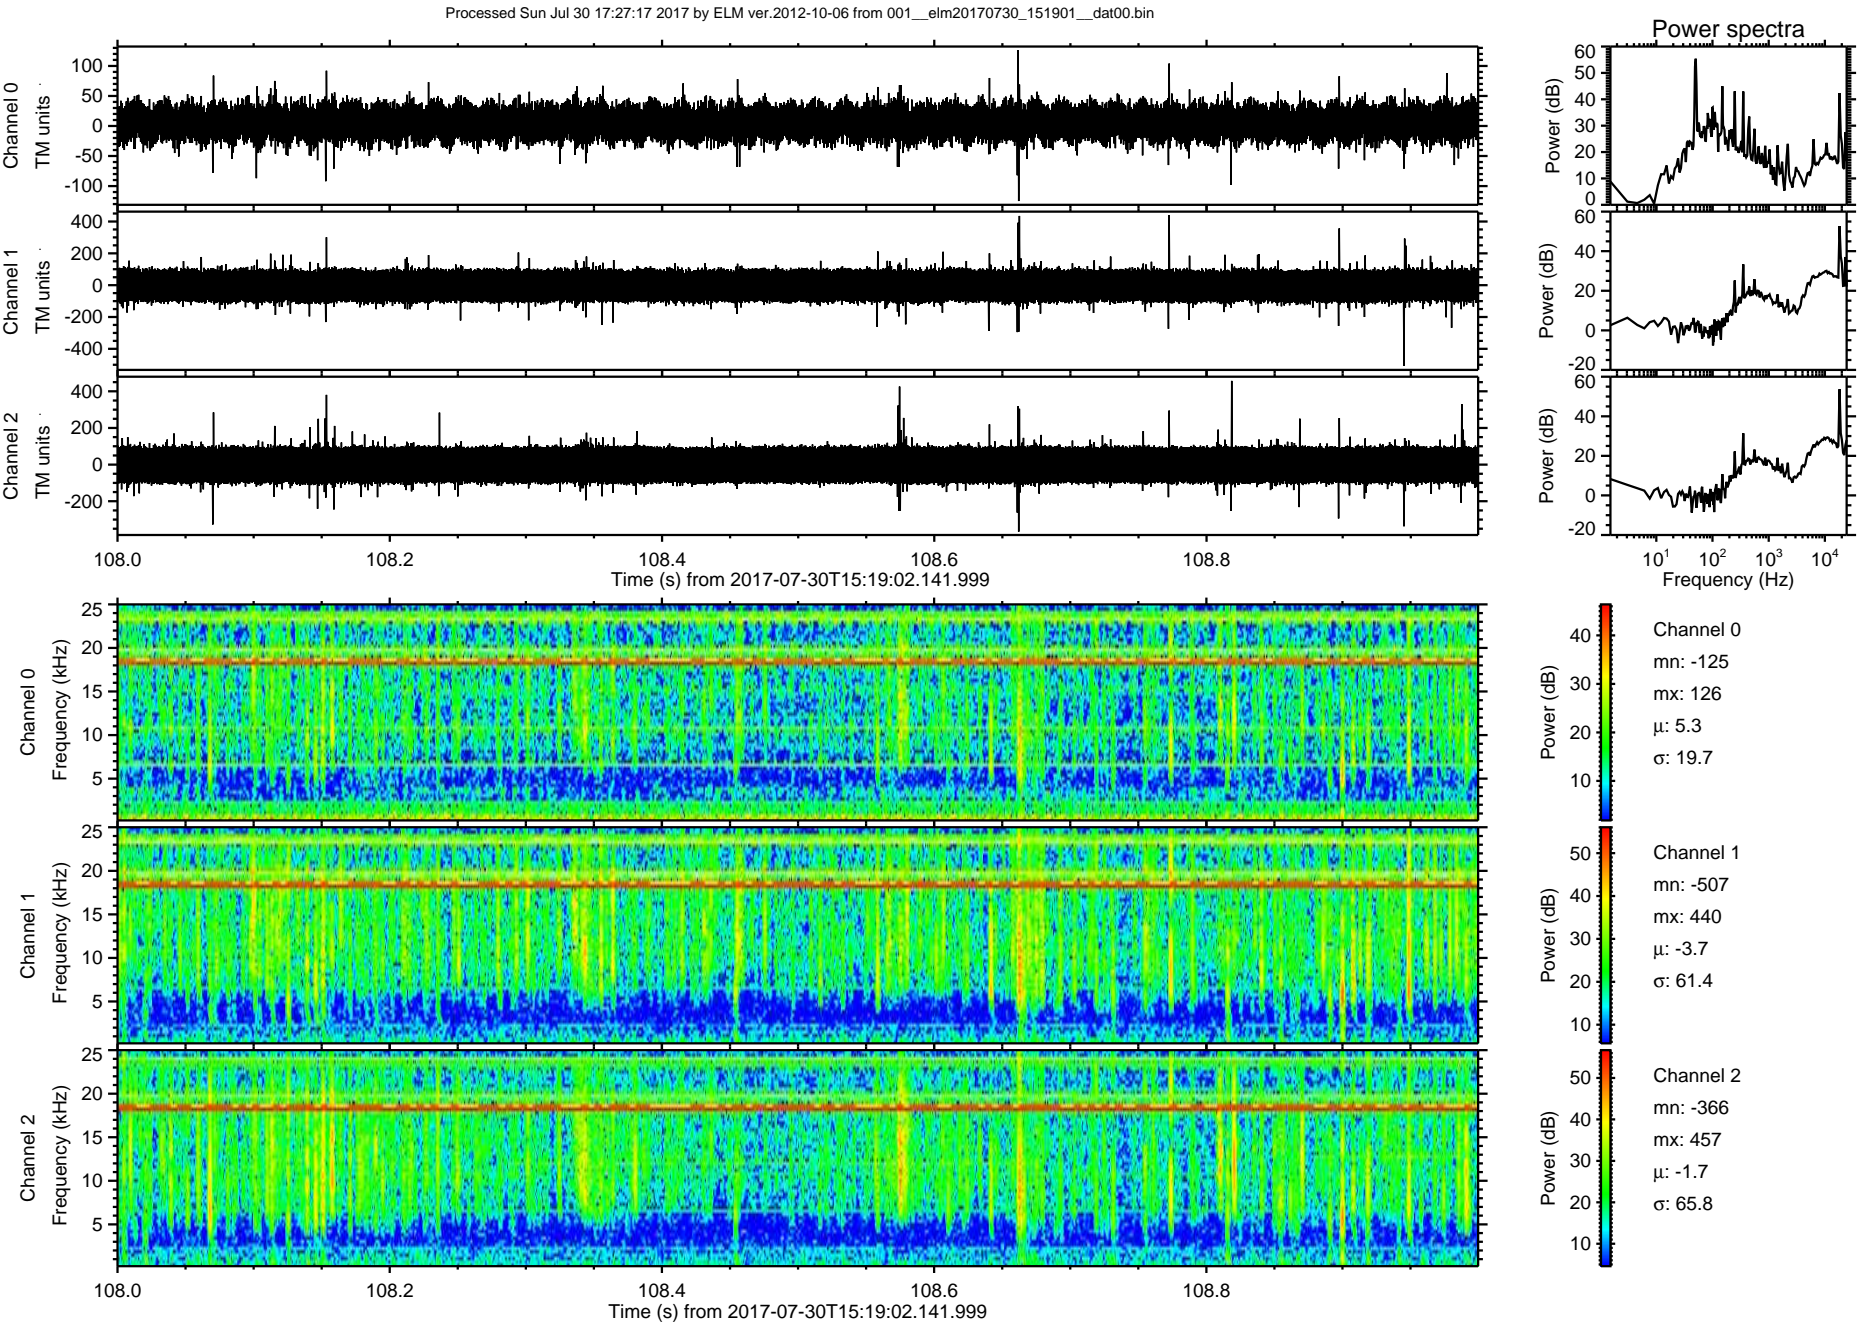 Processed Sun Jul 30 17:27:17 2017 by ELM ver.2012-10-06 from 001__elm20170730_151901__dat00.bin
Power spectra
Channel 0
TM units
100
50
0
-50
-100
Power (dB)
60
50
40
30
20
10
0
Channel 1
TM units
400
200
0
-200
-400
Power (dB)
60
40
20
0
-20
Channel 2
TM units
400
200
0
-200
Power (dB)
60
40
20
0
-20
108.0 108.2 108.4 108.6 108.8
Time (s) from 2017-07-30T15:19:02.141.999
10¹ 10² 10³ 10⁴
Frequency (Hz)
Channel 0
Frequency (kHz)
25
20
15
10
5
Power (dB)
40
30
20
10
Channel 0
mn: -125
mx: 126
μ: 5.3
σ: 19.7
Channel 1
Frequency (kHz)
25
20
15
10
5
Power (dB)
50
40
30
20
10
Channel 1
mn: -507
mx: 440
μ: -3.7
σ: 61.4
Channel 2
Frequency (kHz)
25
20
15
10
5
Power (dB)
50
40
30
20
10
Channel 2
mn: -366
mx: 457
μ: -1.7
σ: 65.8
108.0 108.2 108.4 108.6 108.8
Time (s) from 2017-07-30T15:19:02.141.999